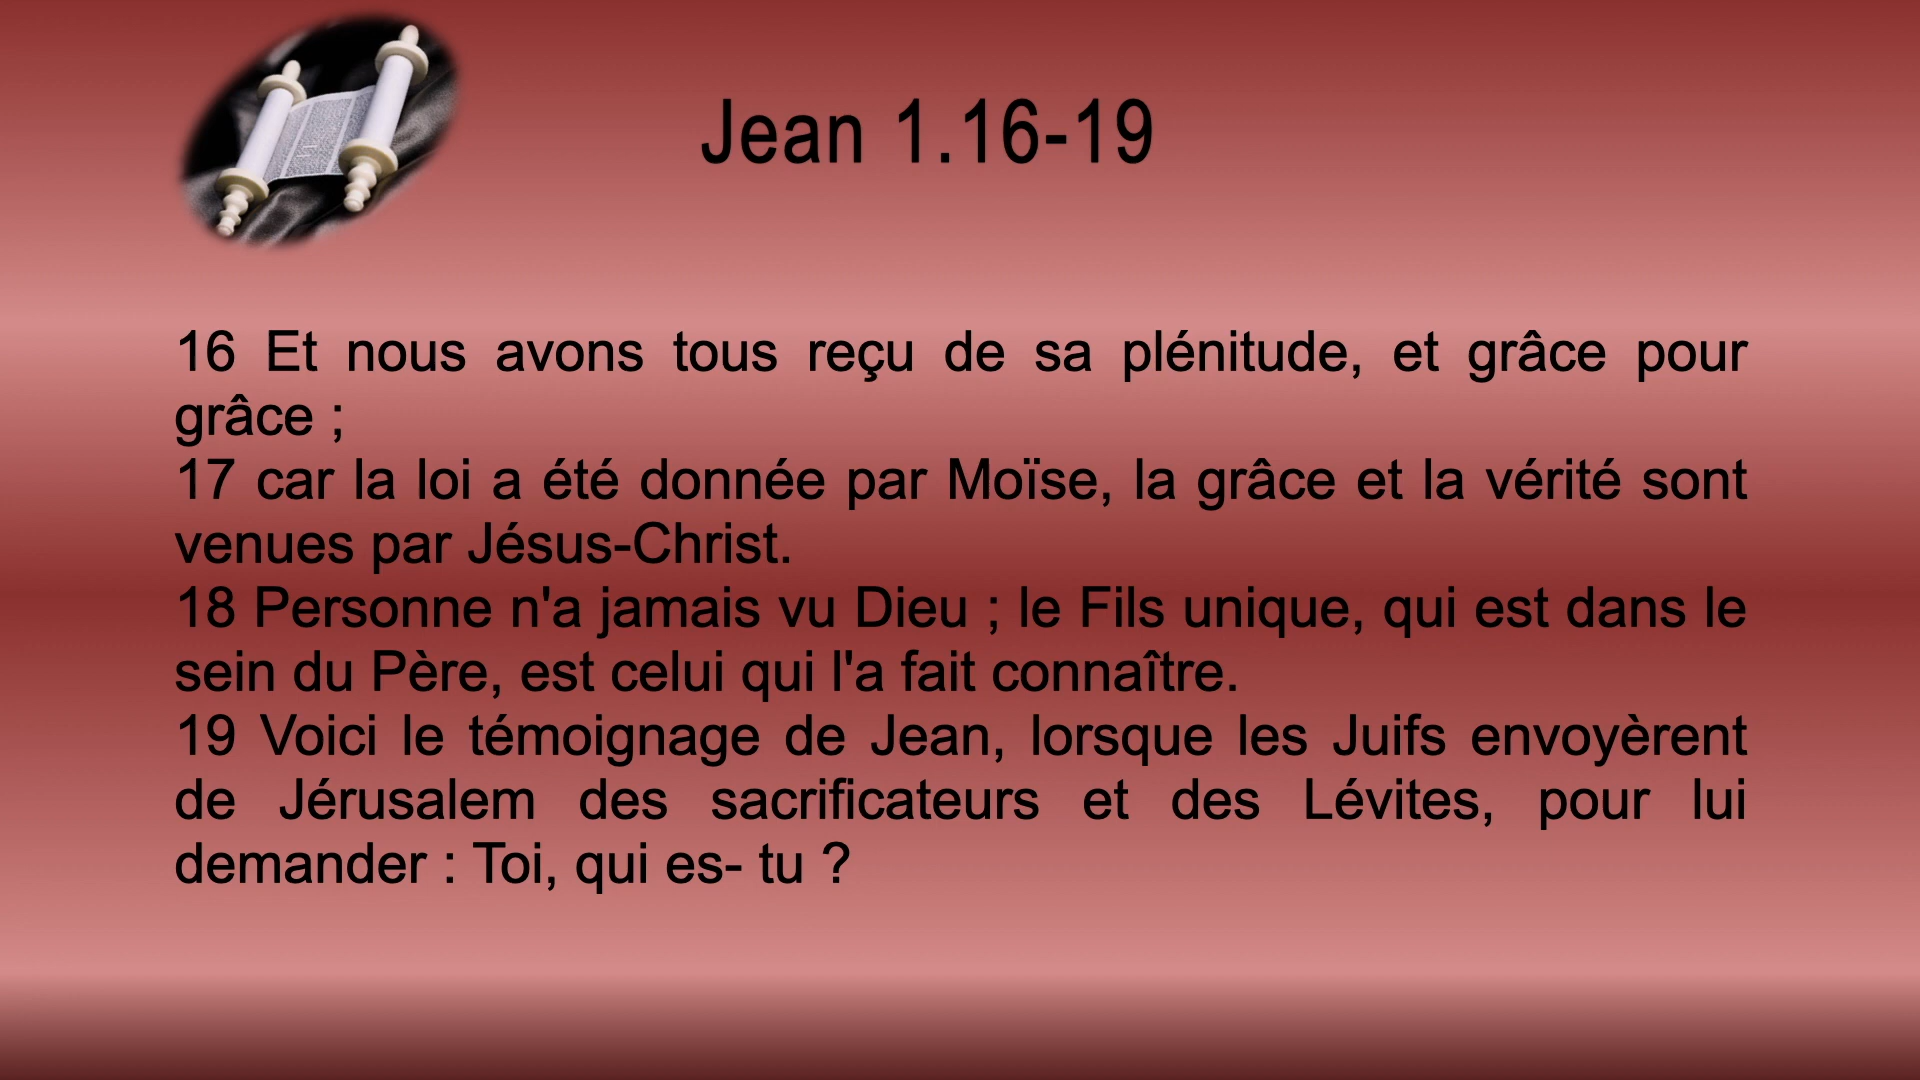 Jean 1.16-19
16 Et nous avons tous reçu de sa plénitude, et grâce pour
grâce ;
17 car la loi a été donnée par Moïse, la grâce et la vérité sont
venues par Jésus-Christ.
18 Personne n'a jamais vu Dieu ; le Fils unique, qui est dans le
sein du Père, est celui qui l'a fait connaître.
19 Voici le témoignage de Jean, lorsque les Juifs envoyèrent
de Jérusalem des sacrificateurs et des Lévites, pour lui
demander : Toi, qui es- tu ?